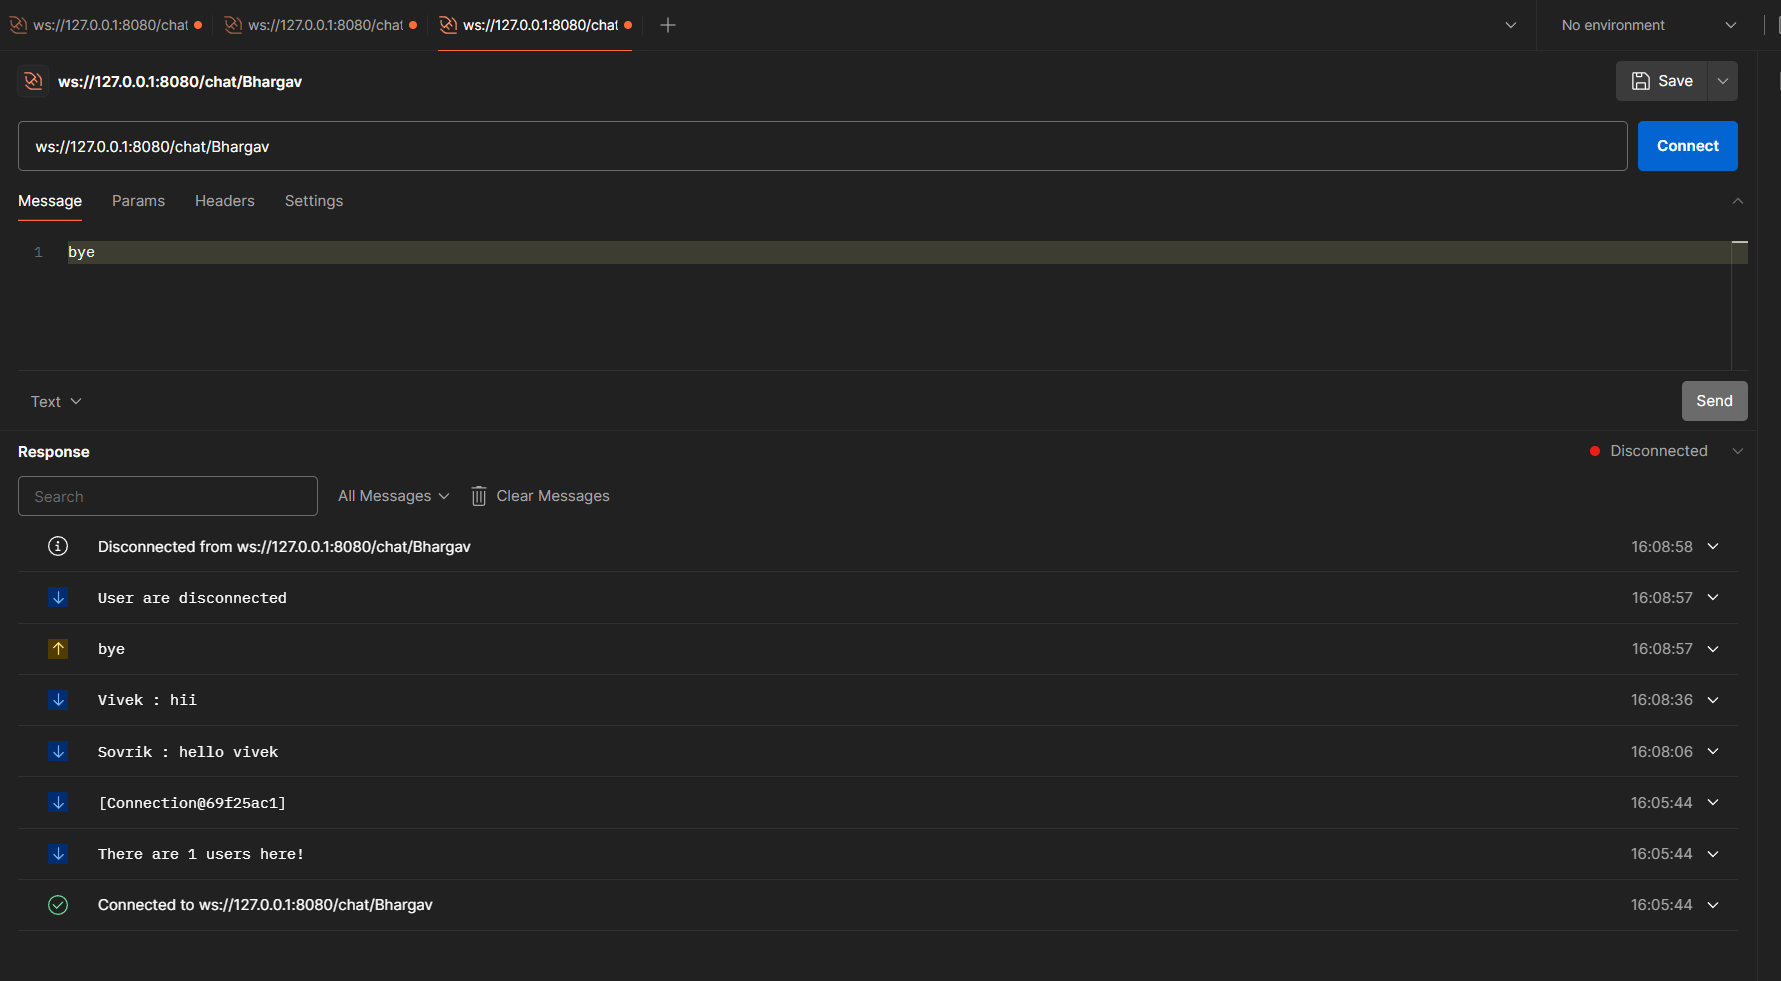 ws://127.0.0.1:8080/chat ws://127.0.0.1:8080/chat ws://127.0.0.1:8080/chat No environment
ws://127.0.0.1:8080/chat/Bhargav Save
ws://127.0.0.1:8080/chat/Bhargav Connect
Message Params Headers Settings
1 bye
Text Send
Response Disconnected
Search All Messages Clear Messages
Disconnected from ws://127.0.0.1:8080/chat/Bhargav 16:08:58
User are disconnected 16:08:57
bye 16:08:57
Vivek : hii 16:08:36
Sovrik : hello vivek 16:08:06
[Connection@69f25ac1] 16:05:44
There are 1 users here! 16:05:44
Connected to ws://127.0.0.1:8080/chat/Bhargav 16:05:44